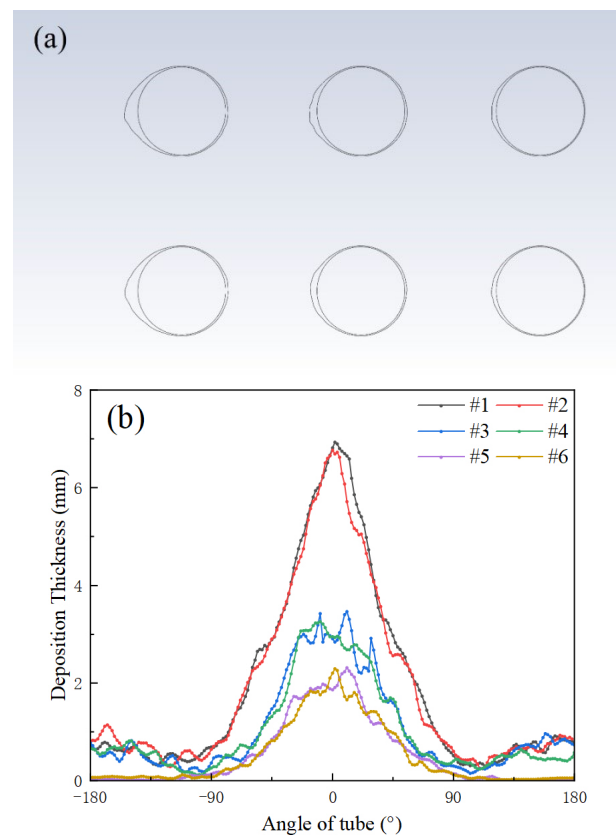 (a)
(b)
#1 #2
#3 #4
#5 #6
8
6
4
2
0
Deposition Thickness (mm)
−180 −90 0 90 180
Angle of tube (°)